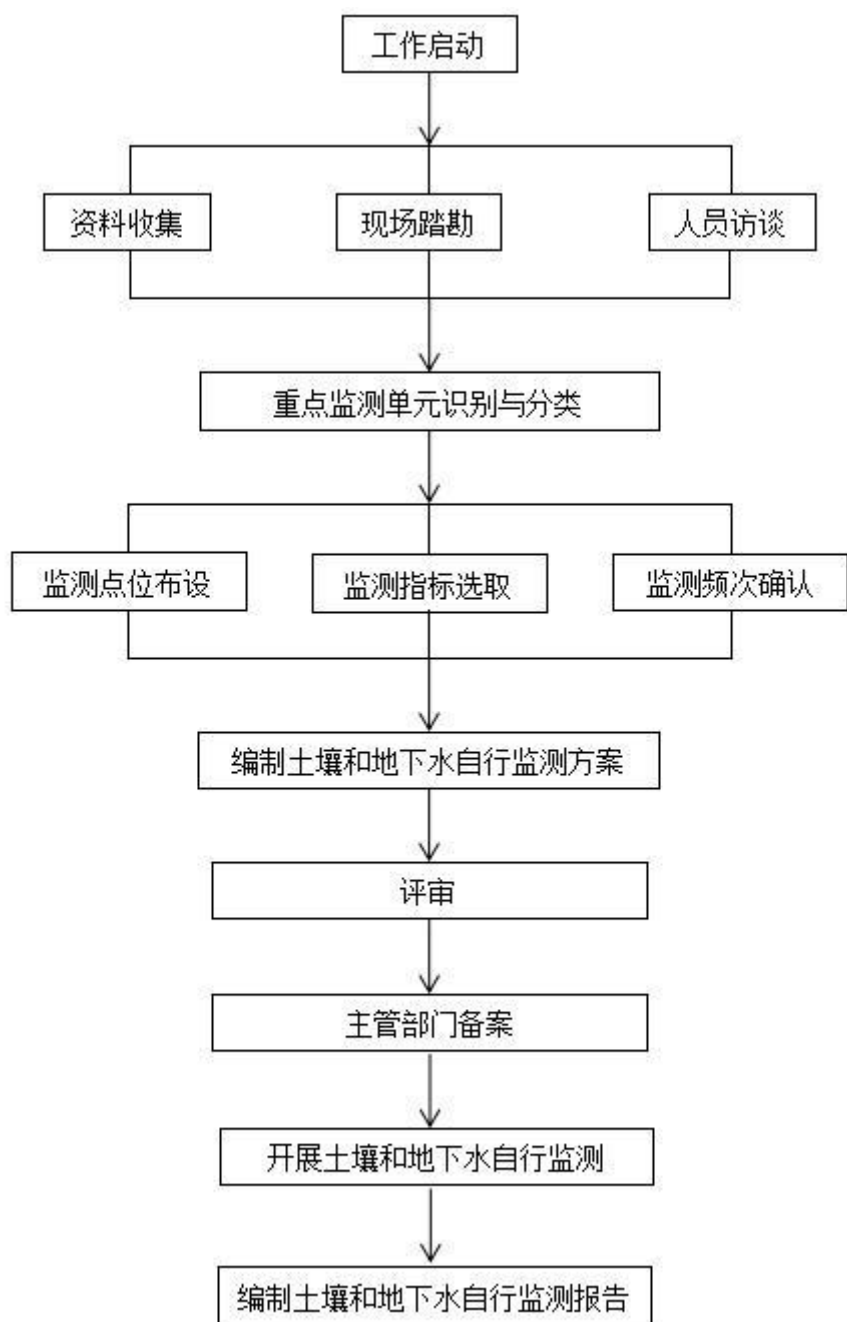 工作启动
资料收集
现场踏勘
人员访谈
重点监测单元识别与分类
监测点位布设
监测指标选取
监测频次确认
编制土壤和地下水自行监测方案
评审
主管部门备案
开展土壤和地下水自行监测
编制土壤和地下水自行监测报告